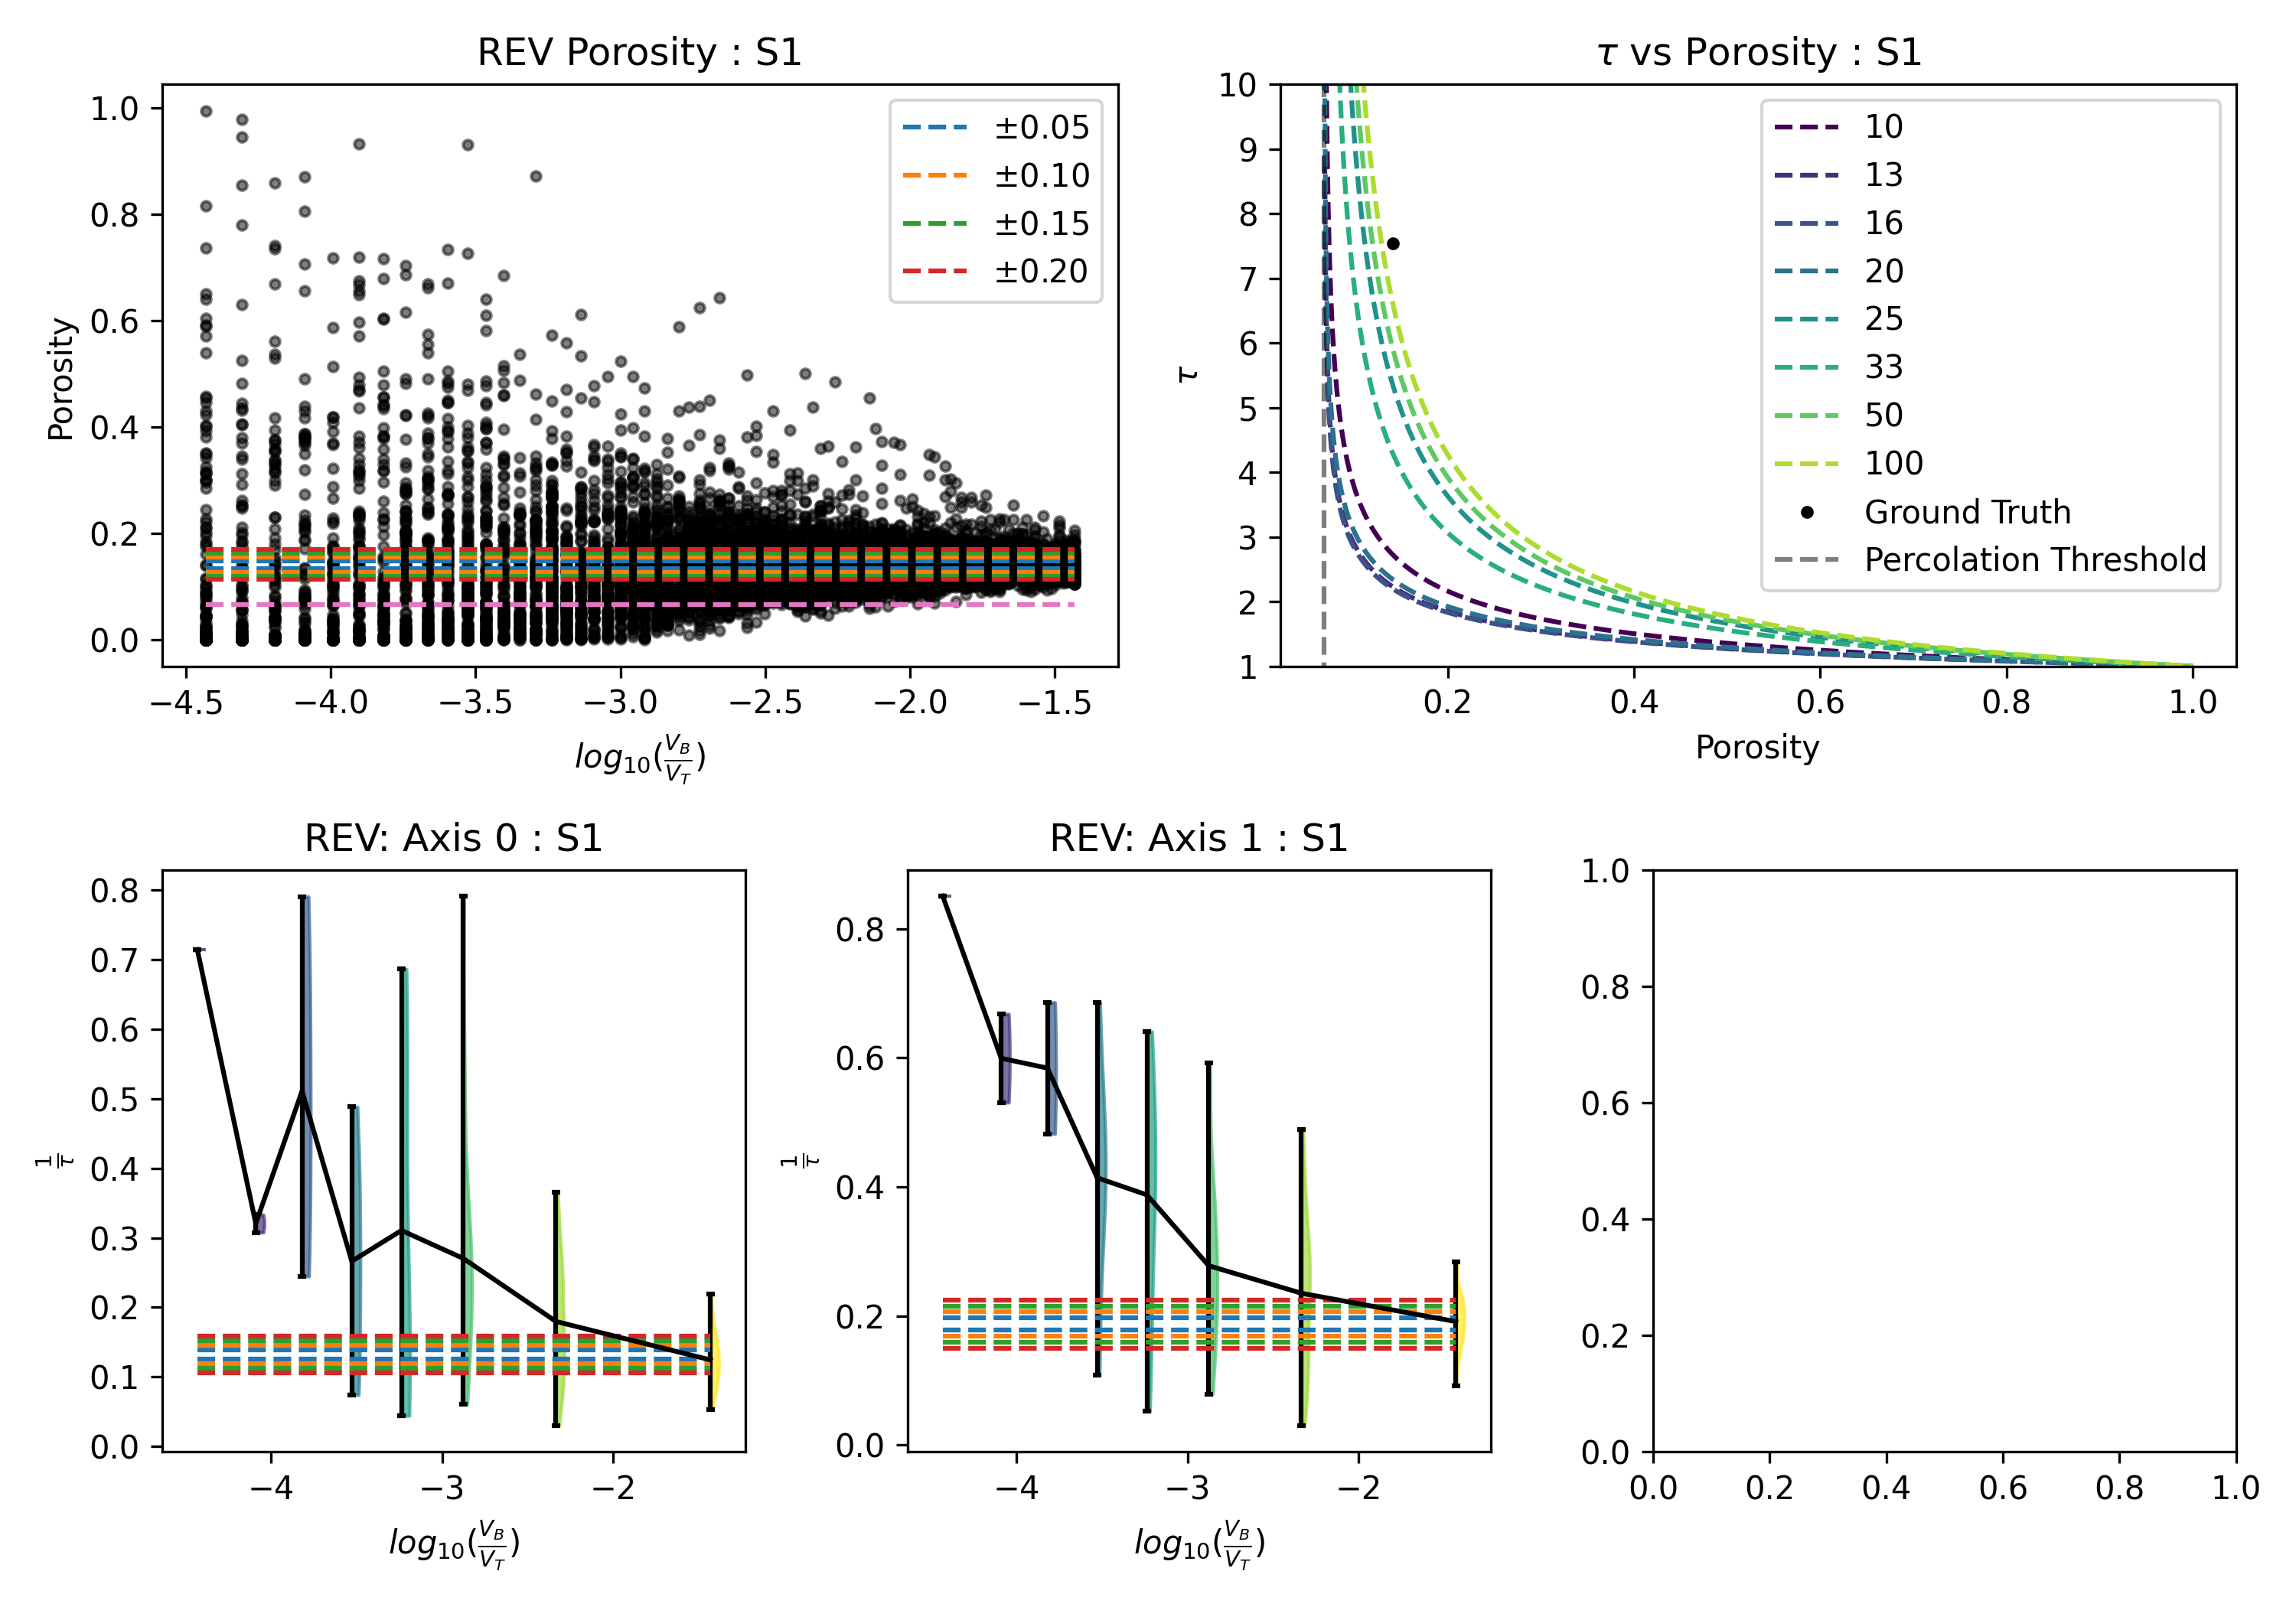 REV Porosity : S1
Porosity
1.0
0.8
0.6
0.4
0.2
0.0
−4.5 −4.0 −3.5 −3.0 −2.5 −2.0 −1.5
log10(VB/VT)
±0.05
±0.10
±0.15
±0.20
τ vs Porosity : S1
τ
10
9
8
7
6
5
4
3
2
1
0.2 0.4 0.6 0.8 1.0
Porosity
10
13
16
20
25
33
50
100
Ground Truth
Percolation Threshold
REV: Axis 0 : S1
1/τ
0.8
0.7
0.6
0.5
0.4
0.3
0.2
0.1
0.0
−4 −3 −2
log10(VB/VT)
REV: Axis 1 : S1
1/τ
0.8
0.6
0.4
0.2
0.0
−4 −3 −2
log10(VB/VT)
1.0
0.8
0.6
0.4
0.2
0.0
0.0 0.2 0.4 0.6 0.8 1.0